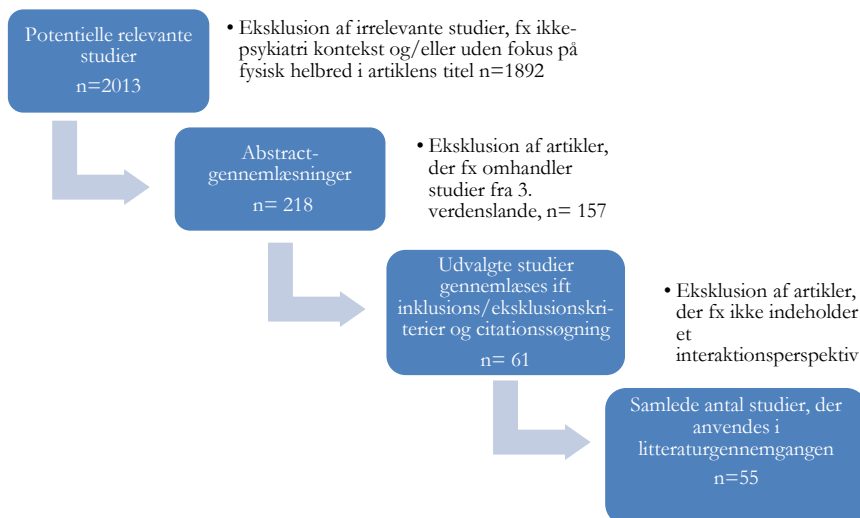 Potentielle relevante
studier
n=2013
• Eksklusion af irrelevante studier, fx ikke-
psykiatri kontekst og/eller uden fokus på
fysisk helbred i artiklens titel n=1892
Abstract-
gennemlæsninger
n= 218
• Eksklusion af artikler,
der fx omhandler
studier fra 3.
verdenslande, n= 157
Udvalgte studier
gennemlæses ift
inklusions/eksklusionskri-
terier og citationssøgning
n= 61
• Eksklusion af artikler,
der fx ikke indeholder
et
interaktionsperspektiv
Samlede antal studier, der
anvendes i
litteraturgennemgangen
n=55